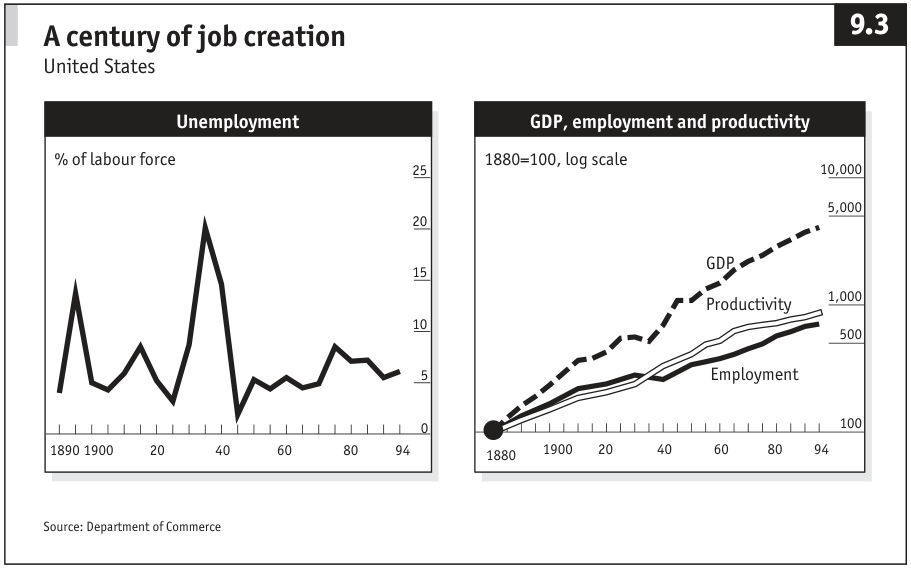 A century of job creation
9.3
United States
Unemployment
% of labour force
25
20
15
10
5
0
1890 1900 20 40 60 80 94
GDP, employment and productivity
1880=100, log scale
10,000
5,000
GDP
Productivity
1,000
500
Employment
100
1880 1900 20 40 60 80 94
Source: Department of Commerce